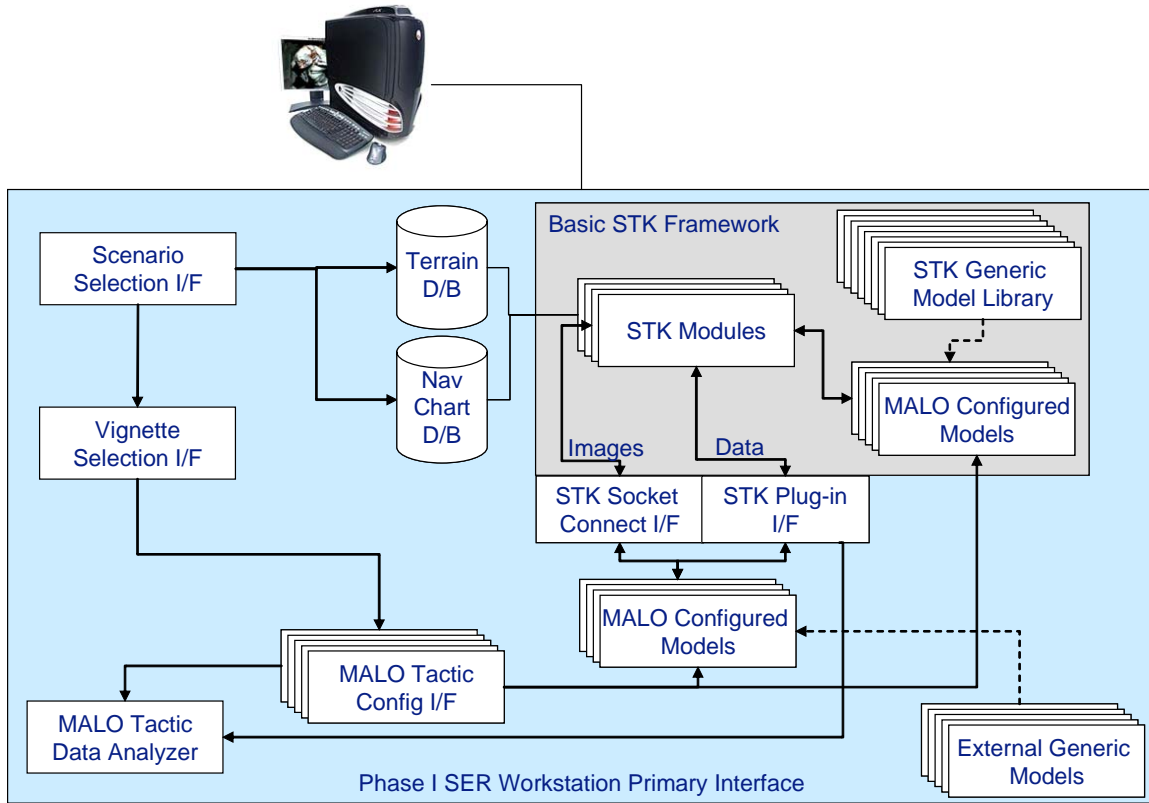 Basic STK Framework
Scenario
Selection I/F
Terrain
D/B
STK Generic
Model Library
STK Modules
Nav
Chart
D/B
MALO Configured
Models
Vignette
Selection I/F
Images
Data
STK Socket
Connect I/F
STK Plug-in
I/F
MALO Configured
Models
MALO Tactic
Config I/F
MALO Tactic
Data Analyzer
External Generic
Models
Phase I SER Workstation Primary Interface